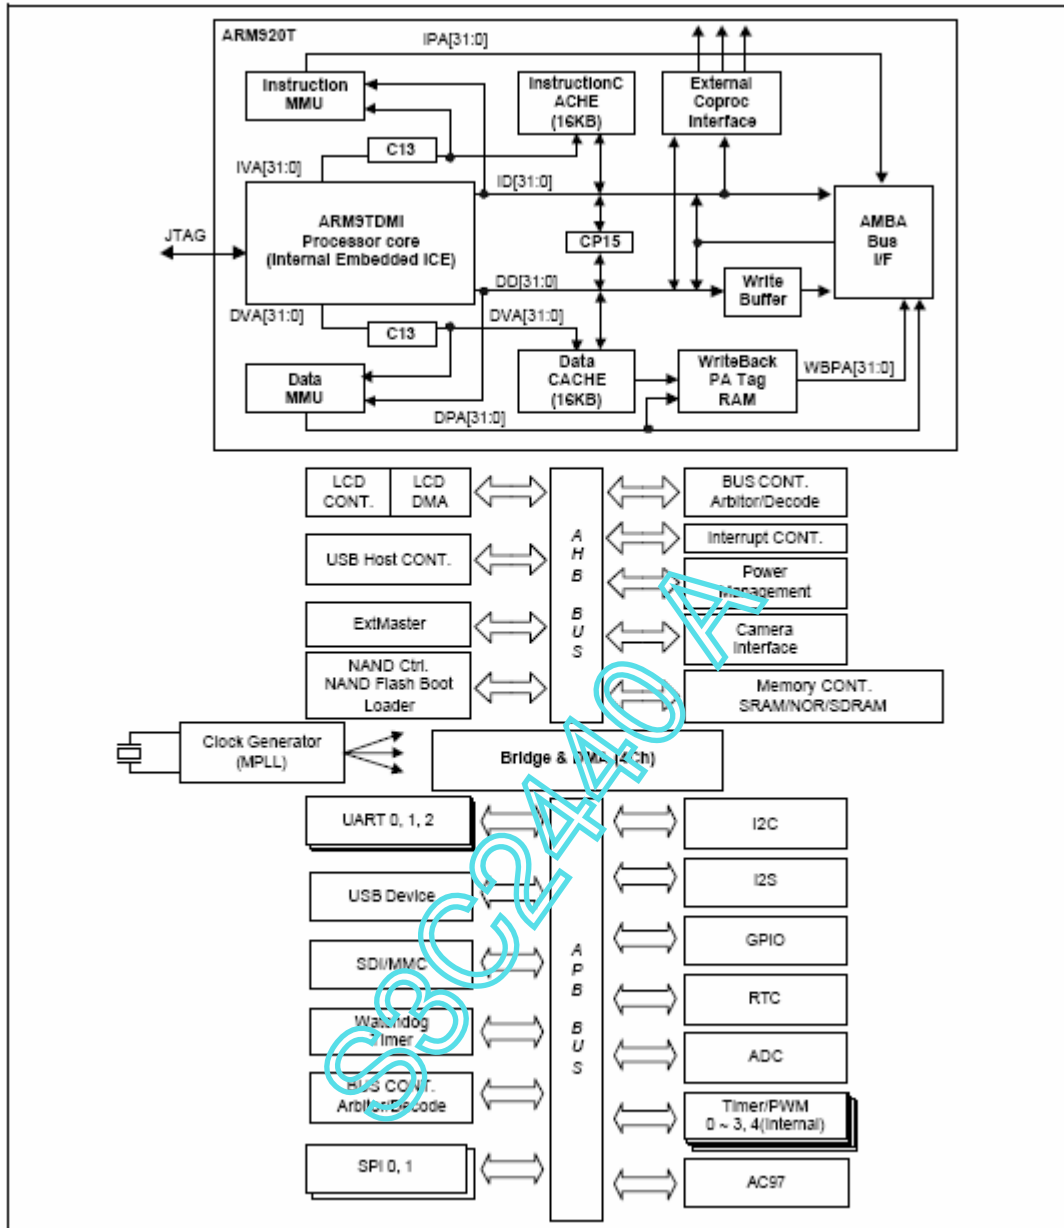 ARM920T
IPA[31:0]
Instruction
MMU
InstructionC
ACHE
(16KB)
External
Coproc
Interface
C13
IVA[31:0]
ID[31:0]
ARM9TDMI
Processor core
(Internal Embedded ICE)
JTAG
CP15
AMBA
Bus
I/F
DD[31:0]
Write
Buffer
DVA[31:0]
C13
DVA[31:0]
Data
MMU
Data
CACHE
(16KB)
WriteBack
PA Tag
RAM
WBPA[31:0]
DPA[31:0]
LCD
CONT.
LCD
DMA
BUS CONT.
Arbitor/Decode
Interrupt CONT.
USB Host CONT.
Power
Management
ExtMaster
Camera
Interface
NAND Ctrl.
NAND Flash Boot
Loader
Memory CONT.
SRAM/NOR/SDRAM
AHB BUS
Clock Generator
(MPLL)
Bridge & DMA (4Ch)
UART 0, 1, 2
I2C
USB Device
I2S
SDI/MMC
GPIO
Watchdog
Timer
RTC
BUS CONT.
Arbitor/Decode
ADC
SPI 0, 1
Timer/PWM
0 ~ 3, 4(Internal)
AC97
APB BUS
S3C2440 A